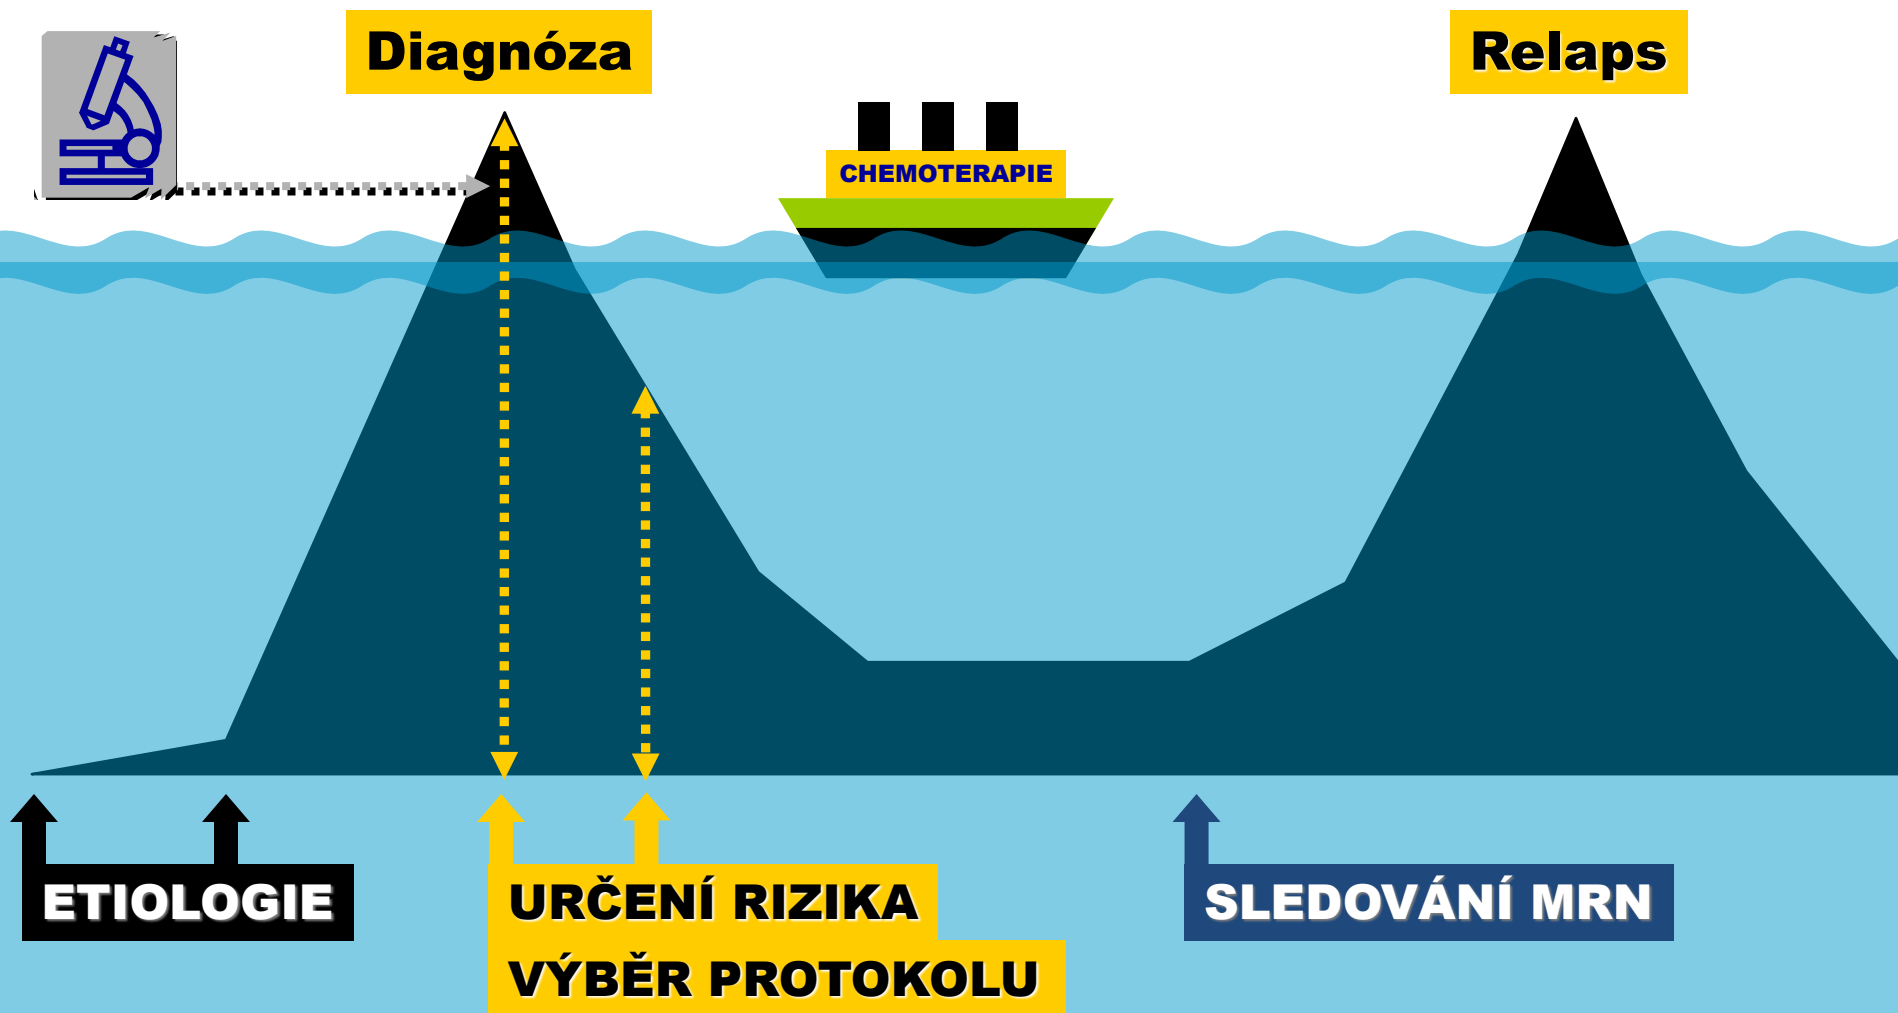 Diagnóza
Relaps
CHEMOTERAPIE
ETIOLOGIE
URČENÍ RIZIKA
VÝBĚR PROTOKOLU
SLEDOVÁNÍ MRN